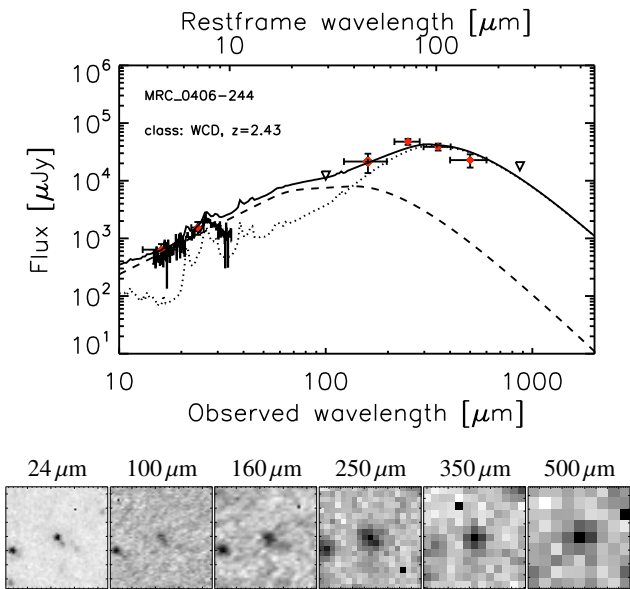 Restframe wavelength [μm]
10 100
10⁶
MRC_0406-244
10⁵
class: WCD, z=2.43
10⁴
Flux [μJy]
10³
10²
10¹
10 100 1000
Observed wavelength [μm]
24 μm 100 μm 160 μm 250 μm 350 μm 500 μm